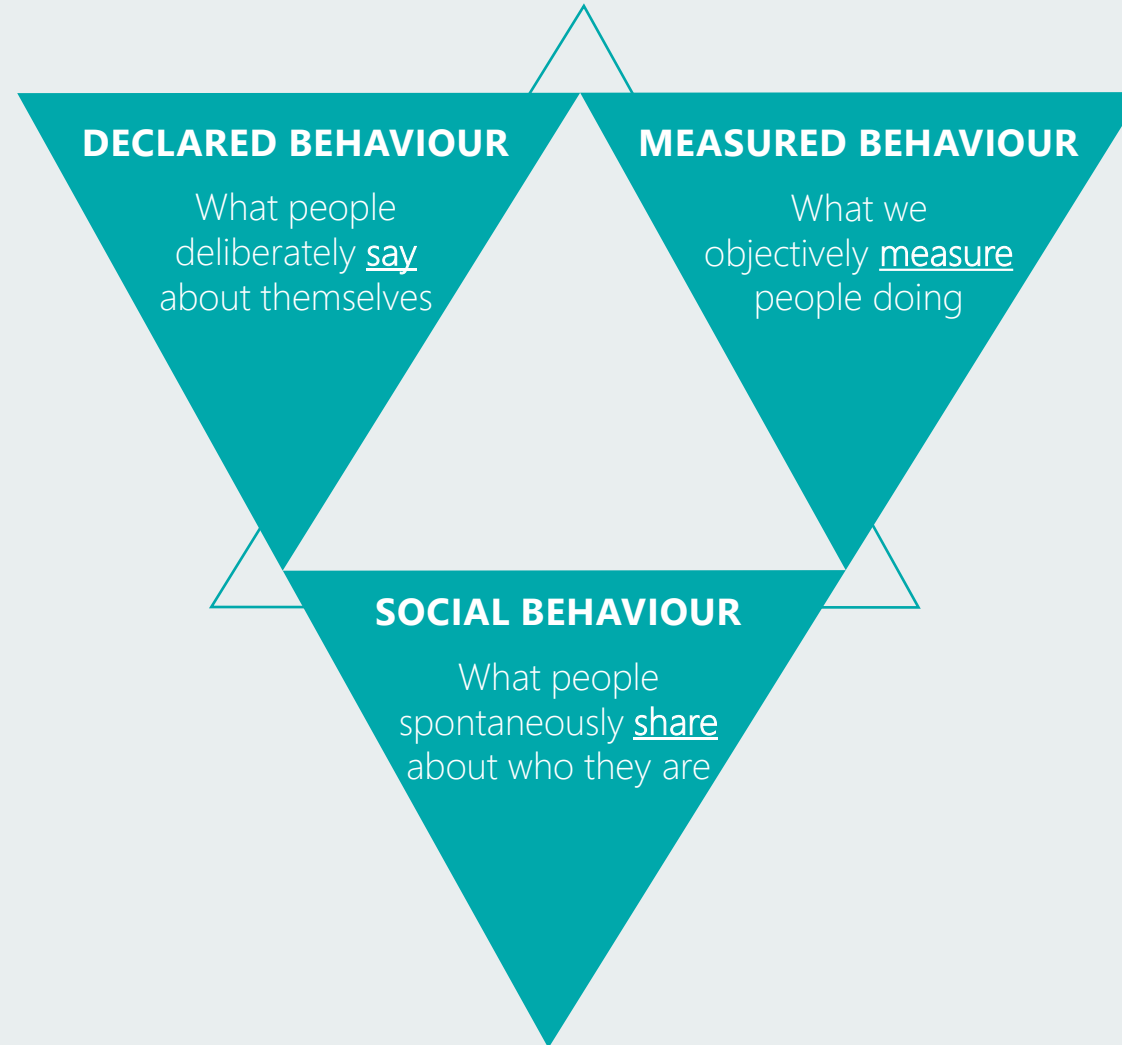 DECLARED BEHAVIOUR
What people
deliberately say
about themselves
MEASURED BEHAVIOUR
What we
objectively measure
people doing
SOCIAL BEHAVIOUR
What people
spontaneously share
about who they are